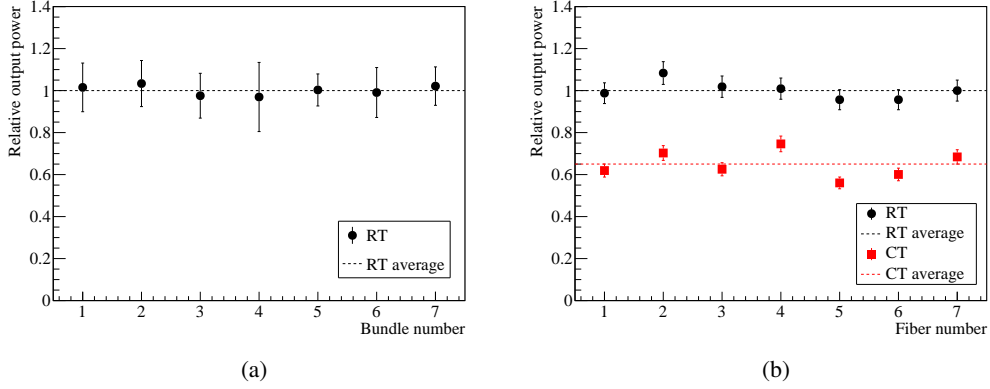 Relative output power
1.4
1.2
1
0.8
0.6
0.4
0.2
0
RT
RT average
1 2 3 4 5 6 7
Bundle number
(a)
Relative output power
1.4
1.2
1
0.8
0.6
0.4
0.2
0
RT
RT average
CT
CT average
1 2 3 4 5 6 7
Fiber number
(b)